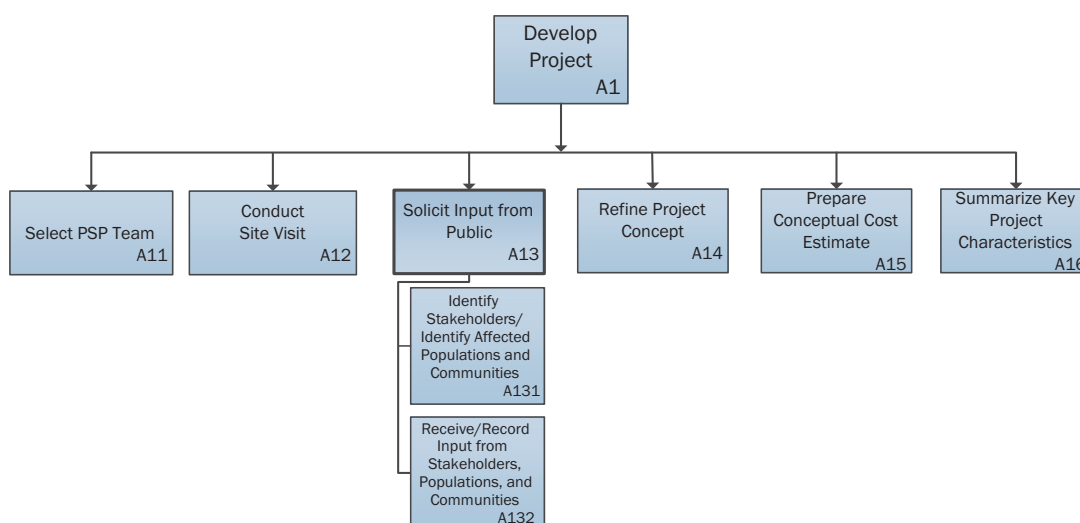 Develop
Project
A1
Select PSP Team
A11
Conduct
Site Visit
A12
Solicit Input from
Public
A13
Refine Project
Concept
A14
Prepare
Conceptual Cost
Estimate
A15
Summarize Key
Project
Characteristics
A16
Identify
Stakeholders/
Identify Affected
Populations and
Communities
A131
Receive/Record
Input from
Stakeholders,
Populations, and
Communities
A132